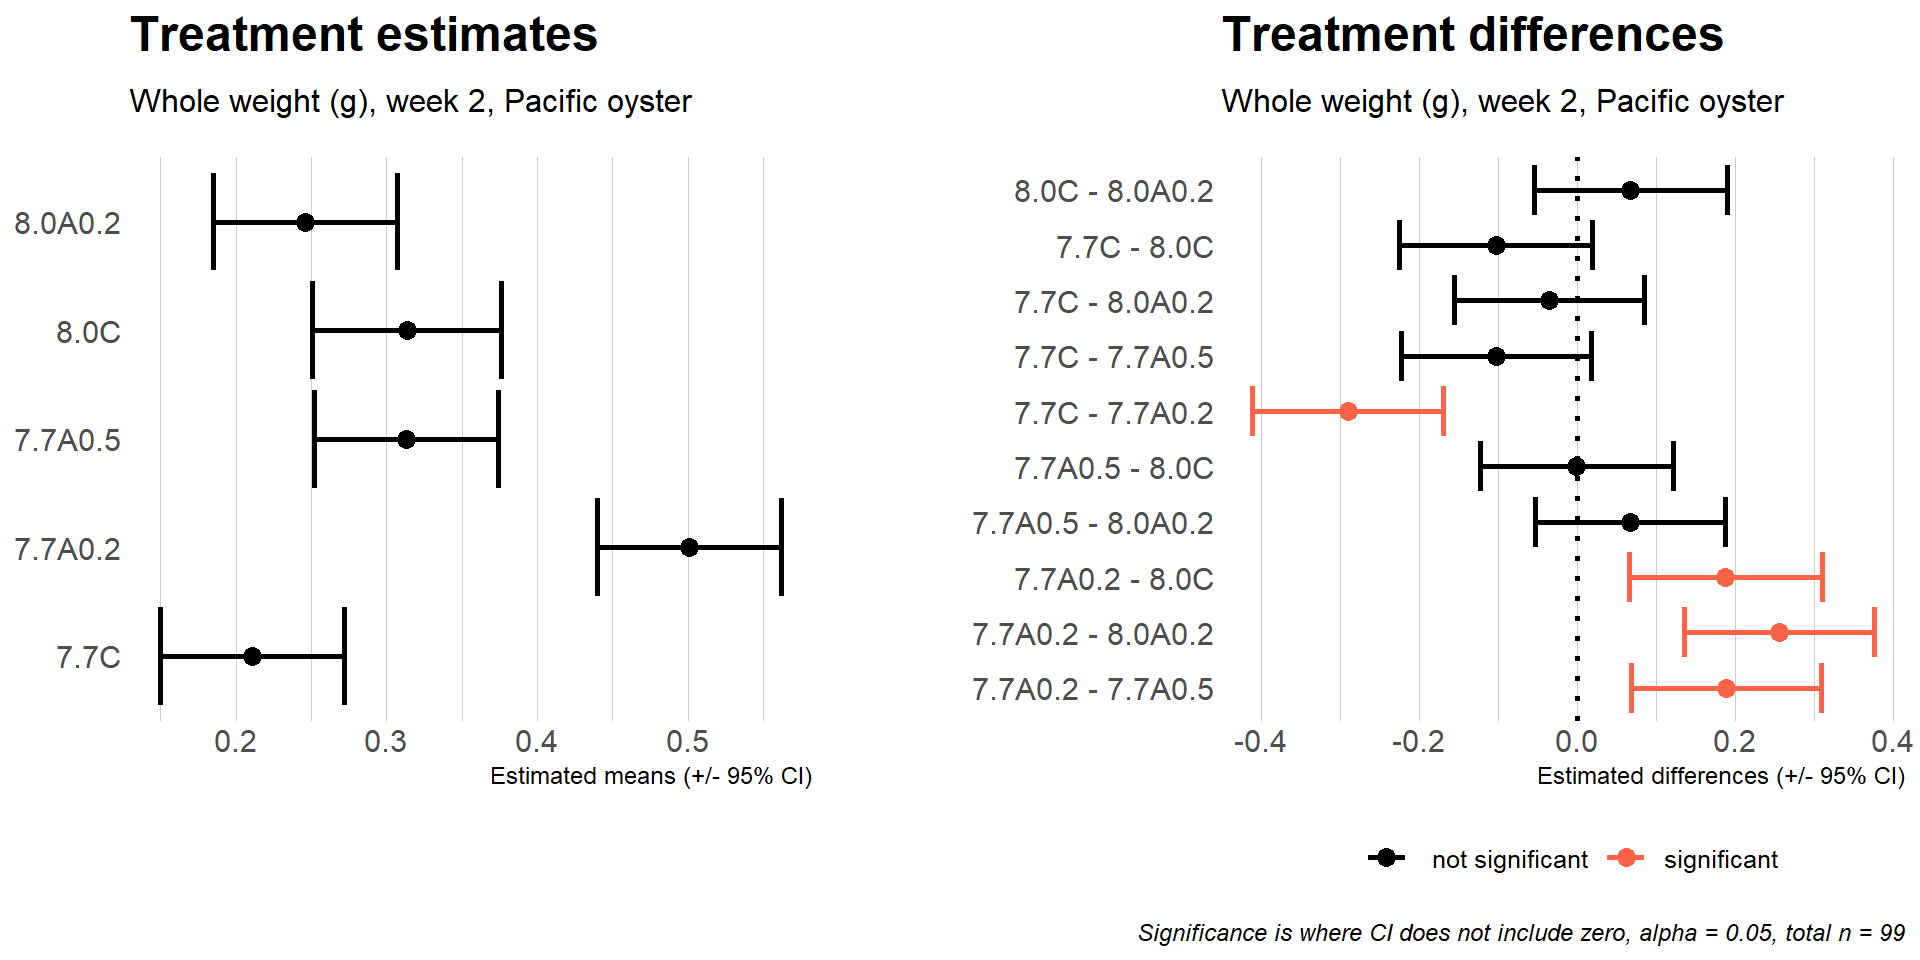 Treatment estimates
Whole weight (g), week 2, Pacific oyster
8.0A0.2
8.0C
7.7A0.5
7.7A0.2
7.7C
0.2 0.3 0.4 0.5
Estimated means (+/- 95% CI)
Treatment differences
Whole weight (g), week 2, Pacific oyster
8.0C - 8.0A0.2
7.7C - 8.0C
7.7C - 8.0A0.2
7.7C - 7.7A0.5
7.7C - 7.7A0.2
7.7A0.5 - 8.0C
7.7A0.5 - 8.0A0.2
7.7A0.2 - 8.0C
7.7A0.2 - 8.0A0.2
7.7A0.2 - 7.7A0.5
-0.4 -0.2 0.0 0.2 0.4
Estimated differences (+/- 95% CI)
not significant significant
Significance is where CI does not include zero, alpha = 0.05, total n = 99